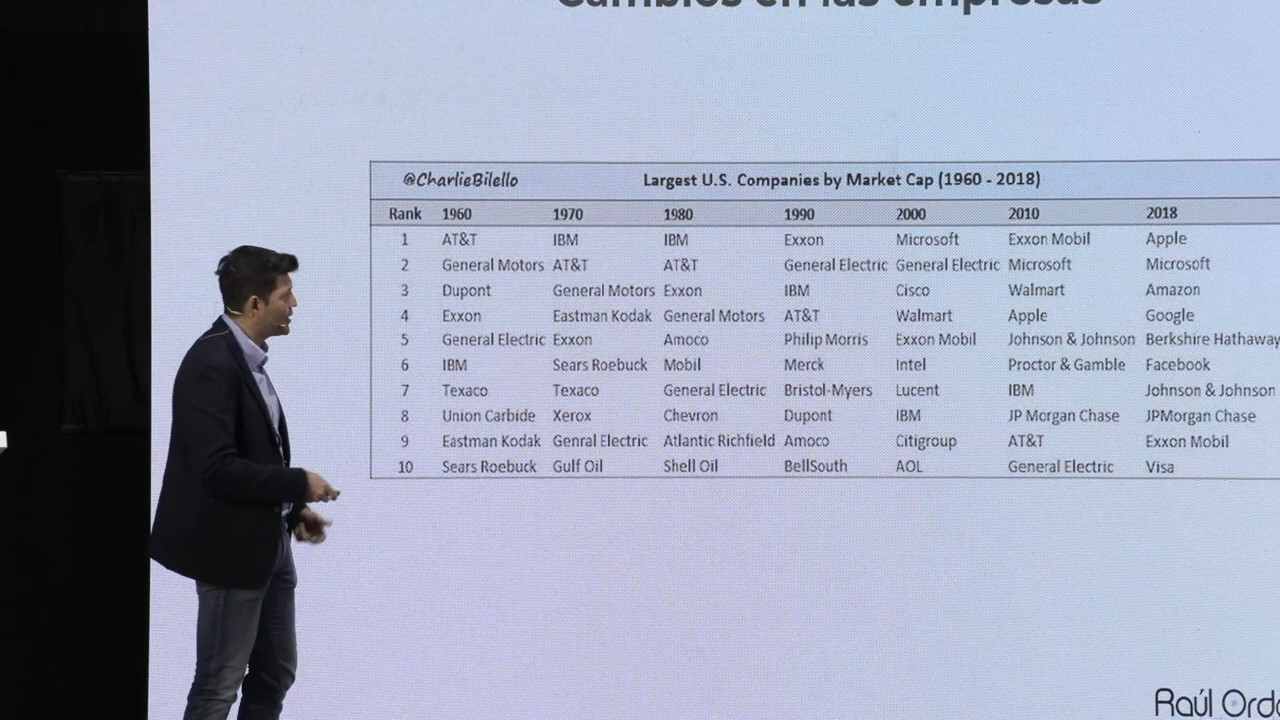 Cambios en las empresas
@CharlieBilello Largest U.S. Companies by Market Cap (1960 - 2018)
Rank 1960 1970 1980 1990 2000 2010 2018
1 AT&T IBM IBM Exxon Microsoft Exxon Mobil Apple
2 General Motors AT&T AT&T General Electric General Electric Microsoft Microsoft
3 Dupont General Motors Exxon IBM Cisco Walmart Amazon
4 Exxon Eastman Kodak General Motors AT&T Walmart Apple Google
5 General Electric Exxon Amoco Philip Morris Exxon Mobil Johnson & Johnson Berkshire Hathaway
6 IBM Sears Roebuck Mobil Merck Intel Proctor & Gamble Facebook
7 Texaco Texaco General Electric Bristol-Myers Lucent IBM Johnson & Johnson
8 Union Carbide Xerox Chevron Dupont IBM JP Morgan Chase JPMorgan Chase
9 Eastman Kodak Genral Electric Atlantic Richfield Amoco Citigroup AT&T Exxon Mobil
10 Sears Roebuck Gulf Oil Shell Oil BellSouth AOL General Electric Visa
Raúl